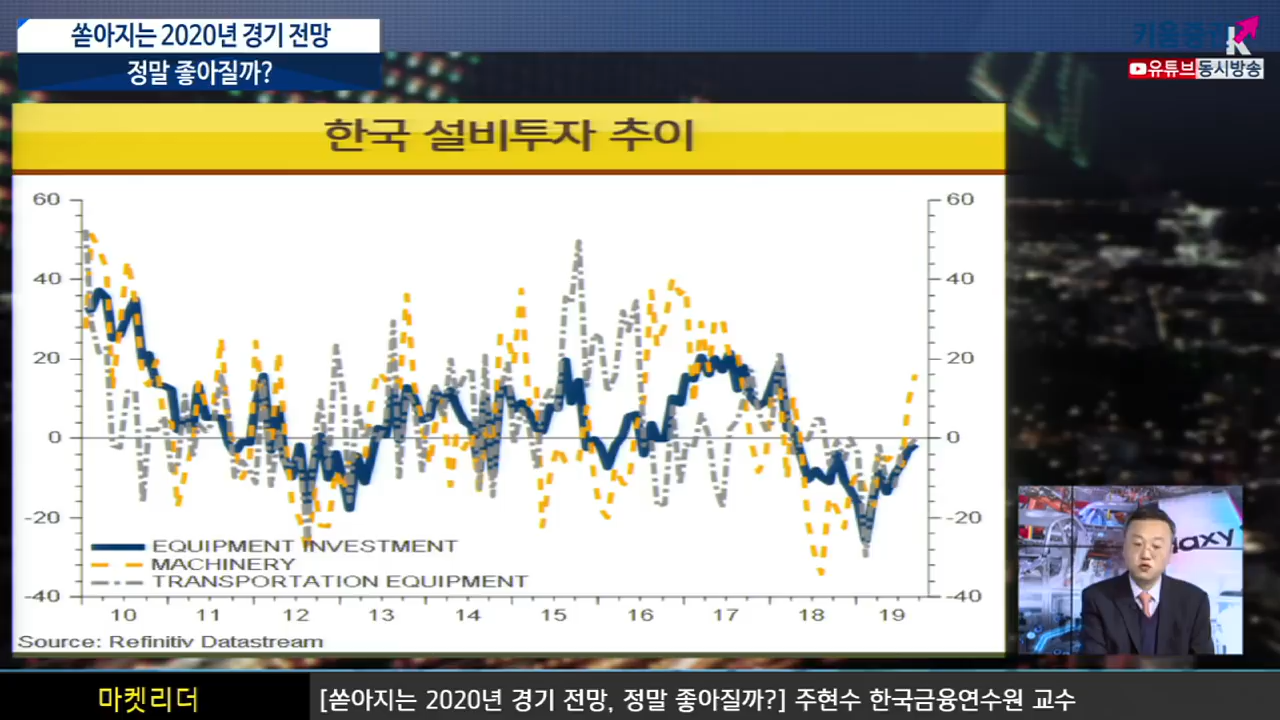 쏟아지는 2020년 경기 전망
정말 좋아질까?
키움증권
유튜브 동시방송
한국 설비투자 추이
60 60
40 40
20 20
0 0
-20 -20
-40 -40
EQUIPMENT INVESTMENT
MACHINERY
TRANSPORTATION EQUIPMENT
10 11 12 13 14 15 16 17 18 19
Source: Refinitiv Datastream
마켓리더
[쏟아지는 2020년 경기 전망, 정말 좋아질까?] 주현수 한국금융연수원 교수